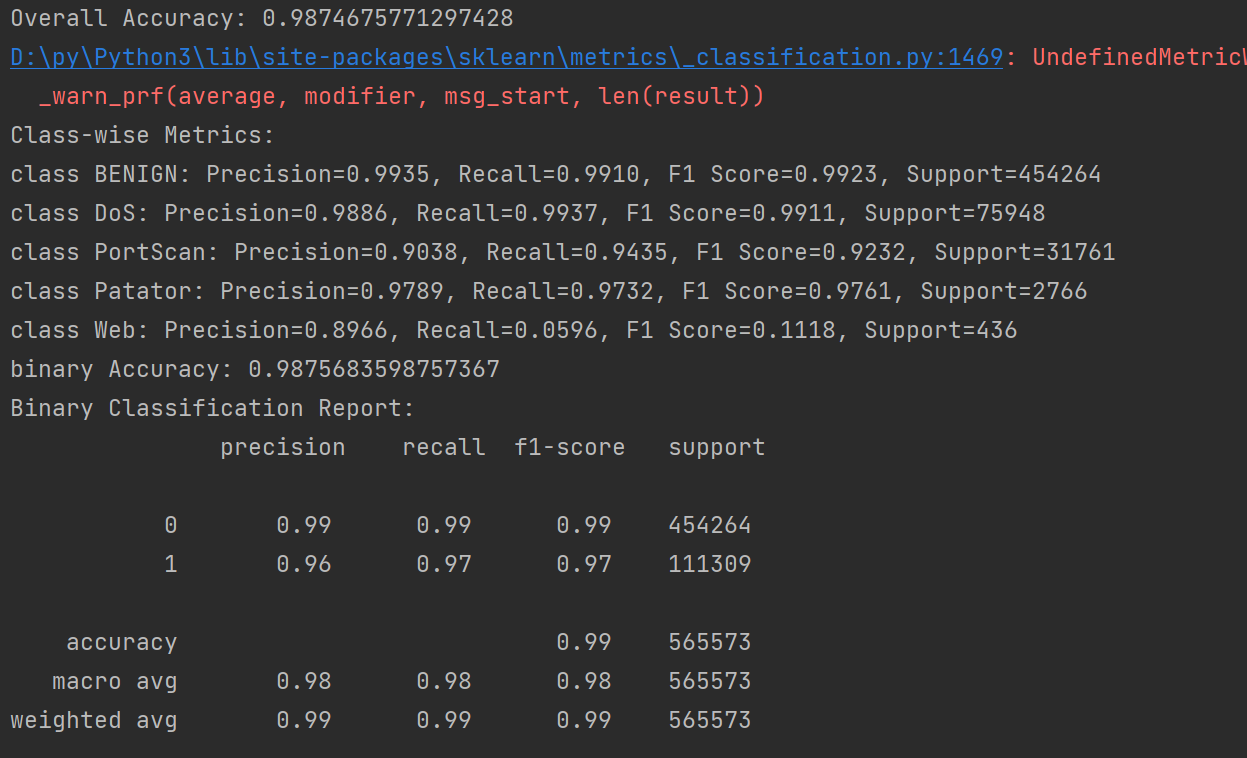 Overall Accuracy: 0.9874675771297428
D:\py\Python3\lib\site-packages\sklearn\metrics\_classification.py:1469: UndefinedMetricW
_warn_prf(average, modifier, msg_start, len(result))
Class-wise Metrics:
class BENIGN: Precision=0.9935, Recall=0.9910, F1 Score=0.9923, Support=454264
class DoS: Precision=0.9886, Recall=0.9937, F1 Score=0.9911, Support=75948
class PortScan: Precision=0.9038, Recall=0.9435, F1 Score=0.9232, Support=31761
class Patator: Precision=0.9789, Recall=0.9732, F1 Score=0.9761, Support=2766
class Web: Precision=0.8966, Recall=0.0596, F1 Score=0.1118, Support=436
binary Accuracy: 0.9875683598757367
Binary Classification Report:
precision recall f1-score support
0 0.99 0.99 0.99 454264
1 0.96 0.97 0.97 111309
accuracy 0.99 565573
macro avg 0.98 0.98 0.98 565573
weighted avg 0.99 0.99 0.99 565573